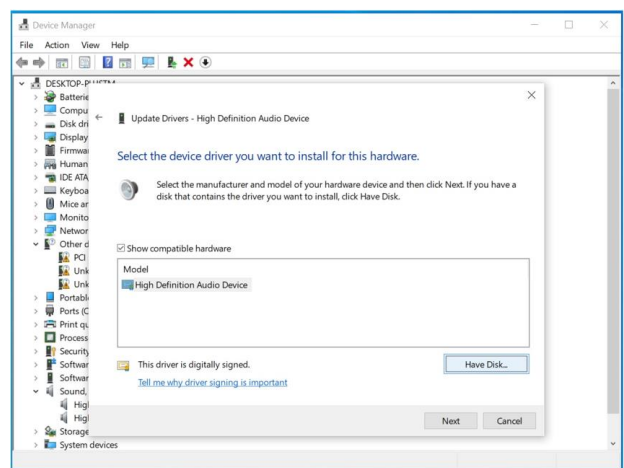 Device Manager
File Action View Help
DESKTOP-
Batterie
Compu
Disk dri
Display
Firmwa
Human
IDE ATA
Keyboa
Mice an
Monito
Networ
Other d
PCI
Unk
Unk
Portabl
Ports (C
Print qu
Process
Security
Softwar
Softwar
Sound,
High
High
Storage
System devices
Update Drivers - High Definition Audio Device
Select the device driver you want to install for this hardware.
Select the manufacturer and model of your hardware device and then click Next. If you have a
disk that contains the driver you want to install, click Have Disk.
Show compatible hardware
Model
High Definition Audio Device
This driver is digitally signed.
Tell me why driver signing is important
Have Disk...
Next Cancel